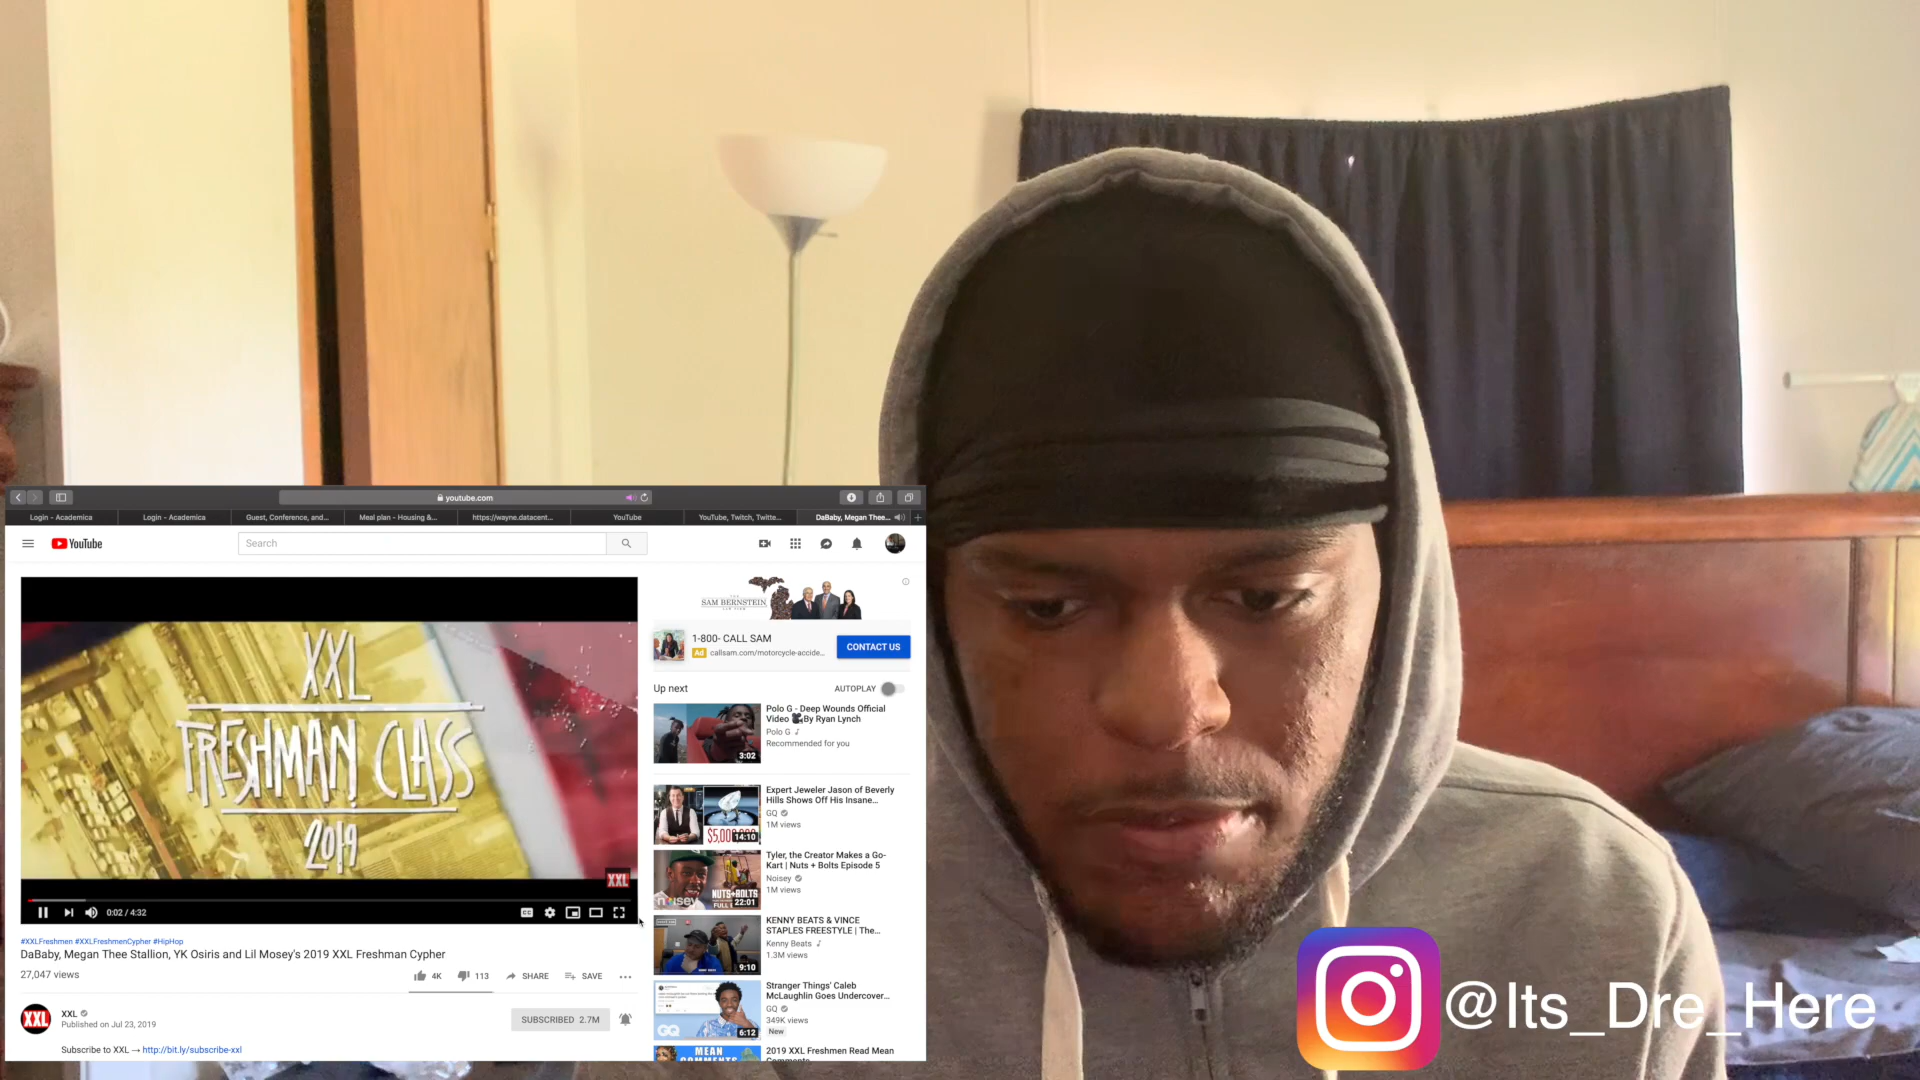 youtube.com
Login - Academica
Login - Academica
Guest, Conference, and...
Meal plan - Housing &...
https://wayne.datacent...
YouTube
YouTube, Twitch, Twitte...
DaBaby, Megan Thee...
YouTube
Search
XXL
FRESHMAN CLASS
2019
XXL
0:02 / 4:32
#XXLFreshmen #XXLFreshmenCypher #HipHop
DaBaby, Megan Thee Stallion, YK Osiris and Lil Mosey's 2019 XXL Freshman Cypher
27,047 views
4K
113
SHARE
SAVE
XXL
XXL
Published on Jul 23, 2019
SUBSCRIBED 2.7M
Subscribe to XXL → http://bit.ly/subscribe-xxl
SAM BERNSTEIN
1-800- CALL SAM
Ad callsam.com/motorcycle-accide...
CONTACT US
Up next
AUTOPLAY
Polo G - Deep Wounds Official
Video 🎥By Ryan Lynch
Polo G
Recommended for you
3:02
Expert Jeweler Jason of Beverly
Hills Shows Off His Insane...
GQ
1M views
14:10
Tyler, the Creator Makes a Go-
Kart | Nuts + Bolts Episode 5
Noisey
1M views
NUTS+BOLTS
noisey
22:01
KENNY BEATS & VINCE
STAPLES FREESTYLE | The...
Kenny Beats
1.3M views
9:10
Stranger Things' Caleb
McLaughlin Goes Undercover...
GQ
349K views
New
GQ
6:12
2019 XXL Freshmen Read Mean
MEAN
@Its_Dre_Here